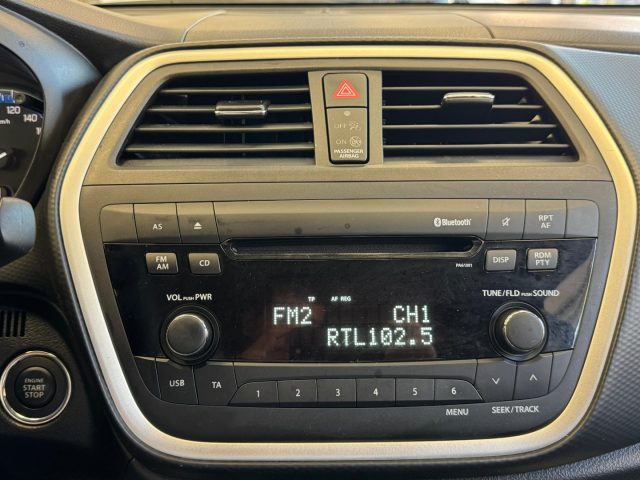 120
140
km/h
OFF
ON
PASSENGER
AIRBAG
AS
Bluetooth
RPT
AF
FM
AM
CD
PA61001
DISP
RDM
PTY
VOL PUSH PWR
TUNE/FLD PUSH SOUND
TP AF REG
FM2 CH1
RTL102.5
ENGINE
START
STOP
USB
TA
1 2 3 4 5 6
MENU
SEEK/TRACK